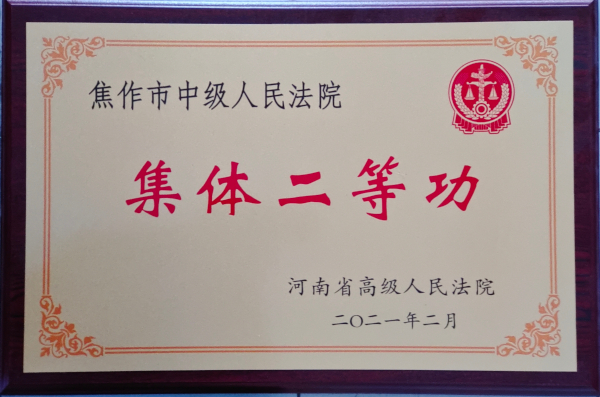 焦作市中级人民法院
集体二等功
河南省高级人民法院
二〇二一年二月